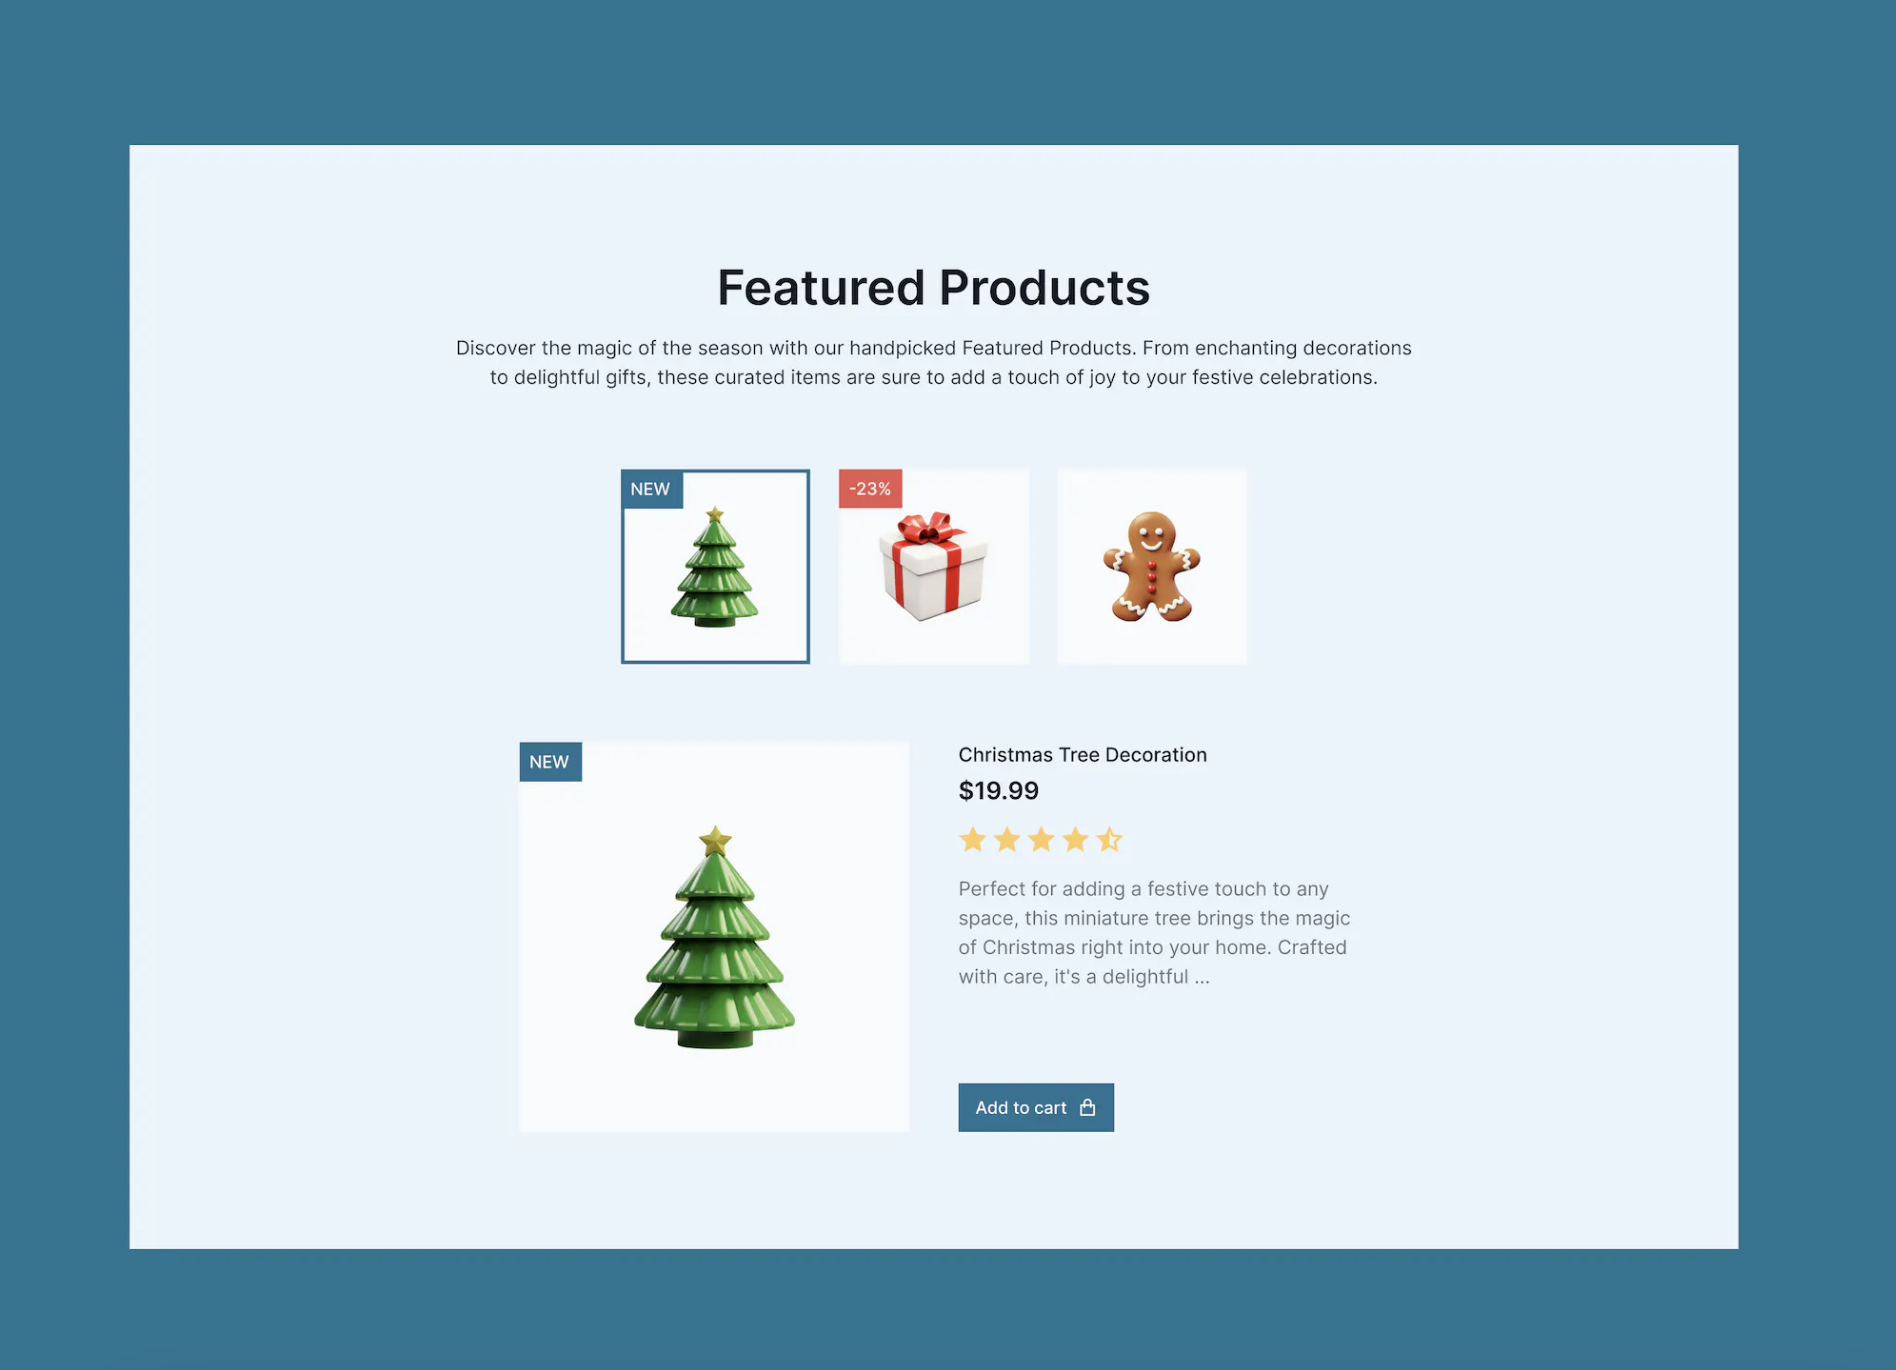 Featured Products
Discover the magic of the season with our handpicked Featured Products. From enchanting decorations
to delightful gifts, these curated items are sure to add a touch of joy to your festive celebrations.
NEW
-23%
NEW
Christmas Tree Decoration
$19.99
Perfect for adding a festive touch to any
space, this miniature tree brings the magic
of Christmas right into your home. Crafted
with care, it's a delightful ...
Add to cart